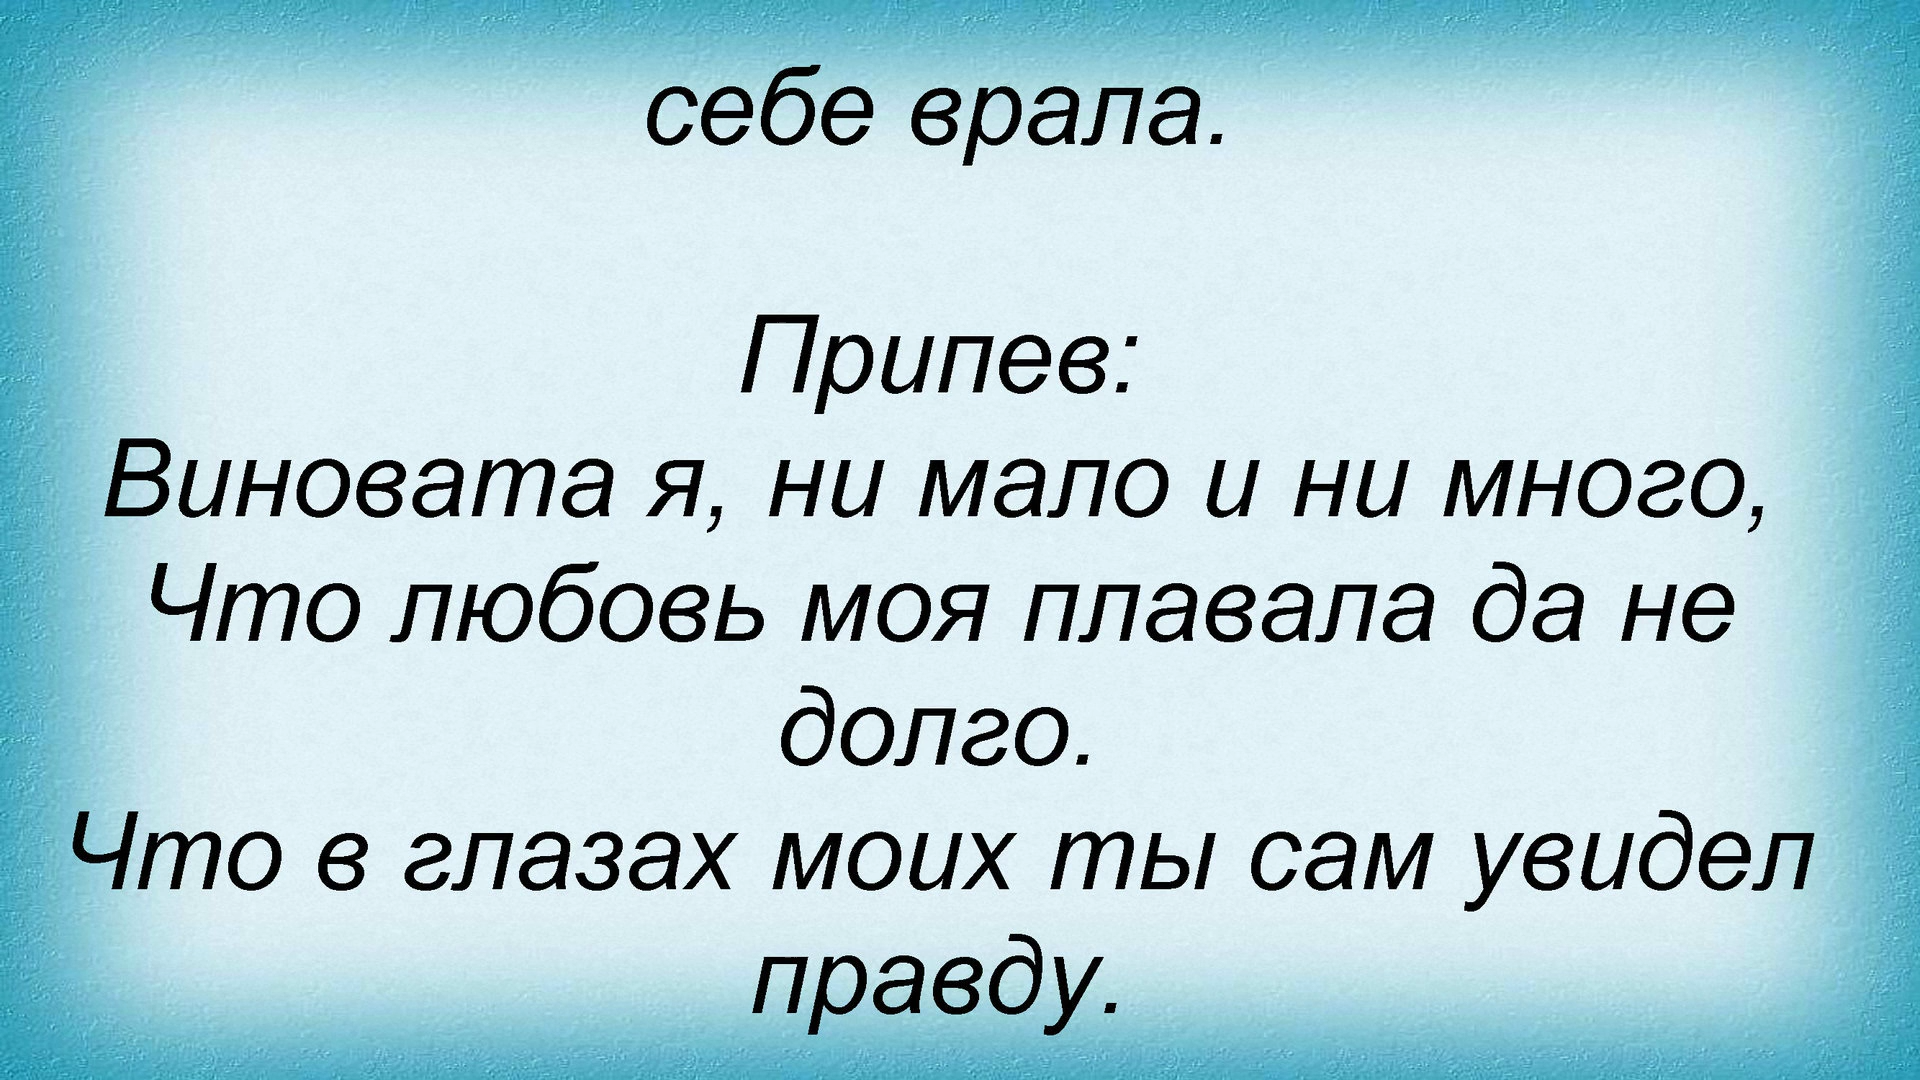 себе врала.
Припев:
Виновата я, ни мало и ни много,
Что любовь моя плавала да не
долго.
Что в глазах моих ты сам увидел
правду.